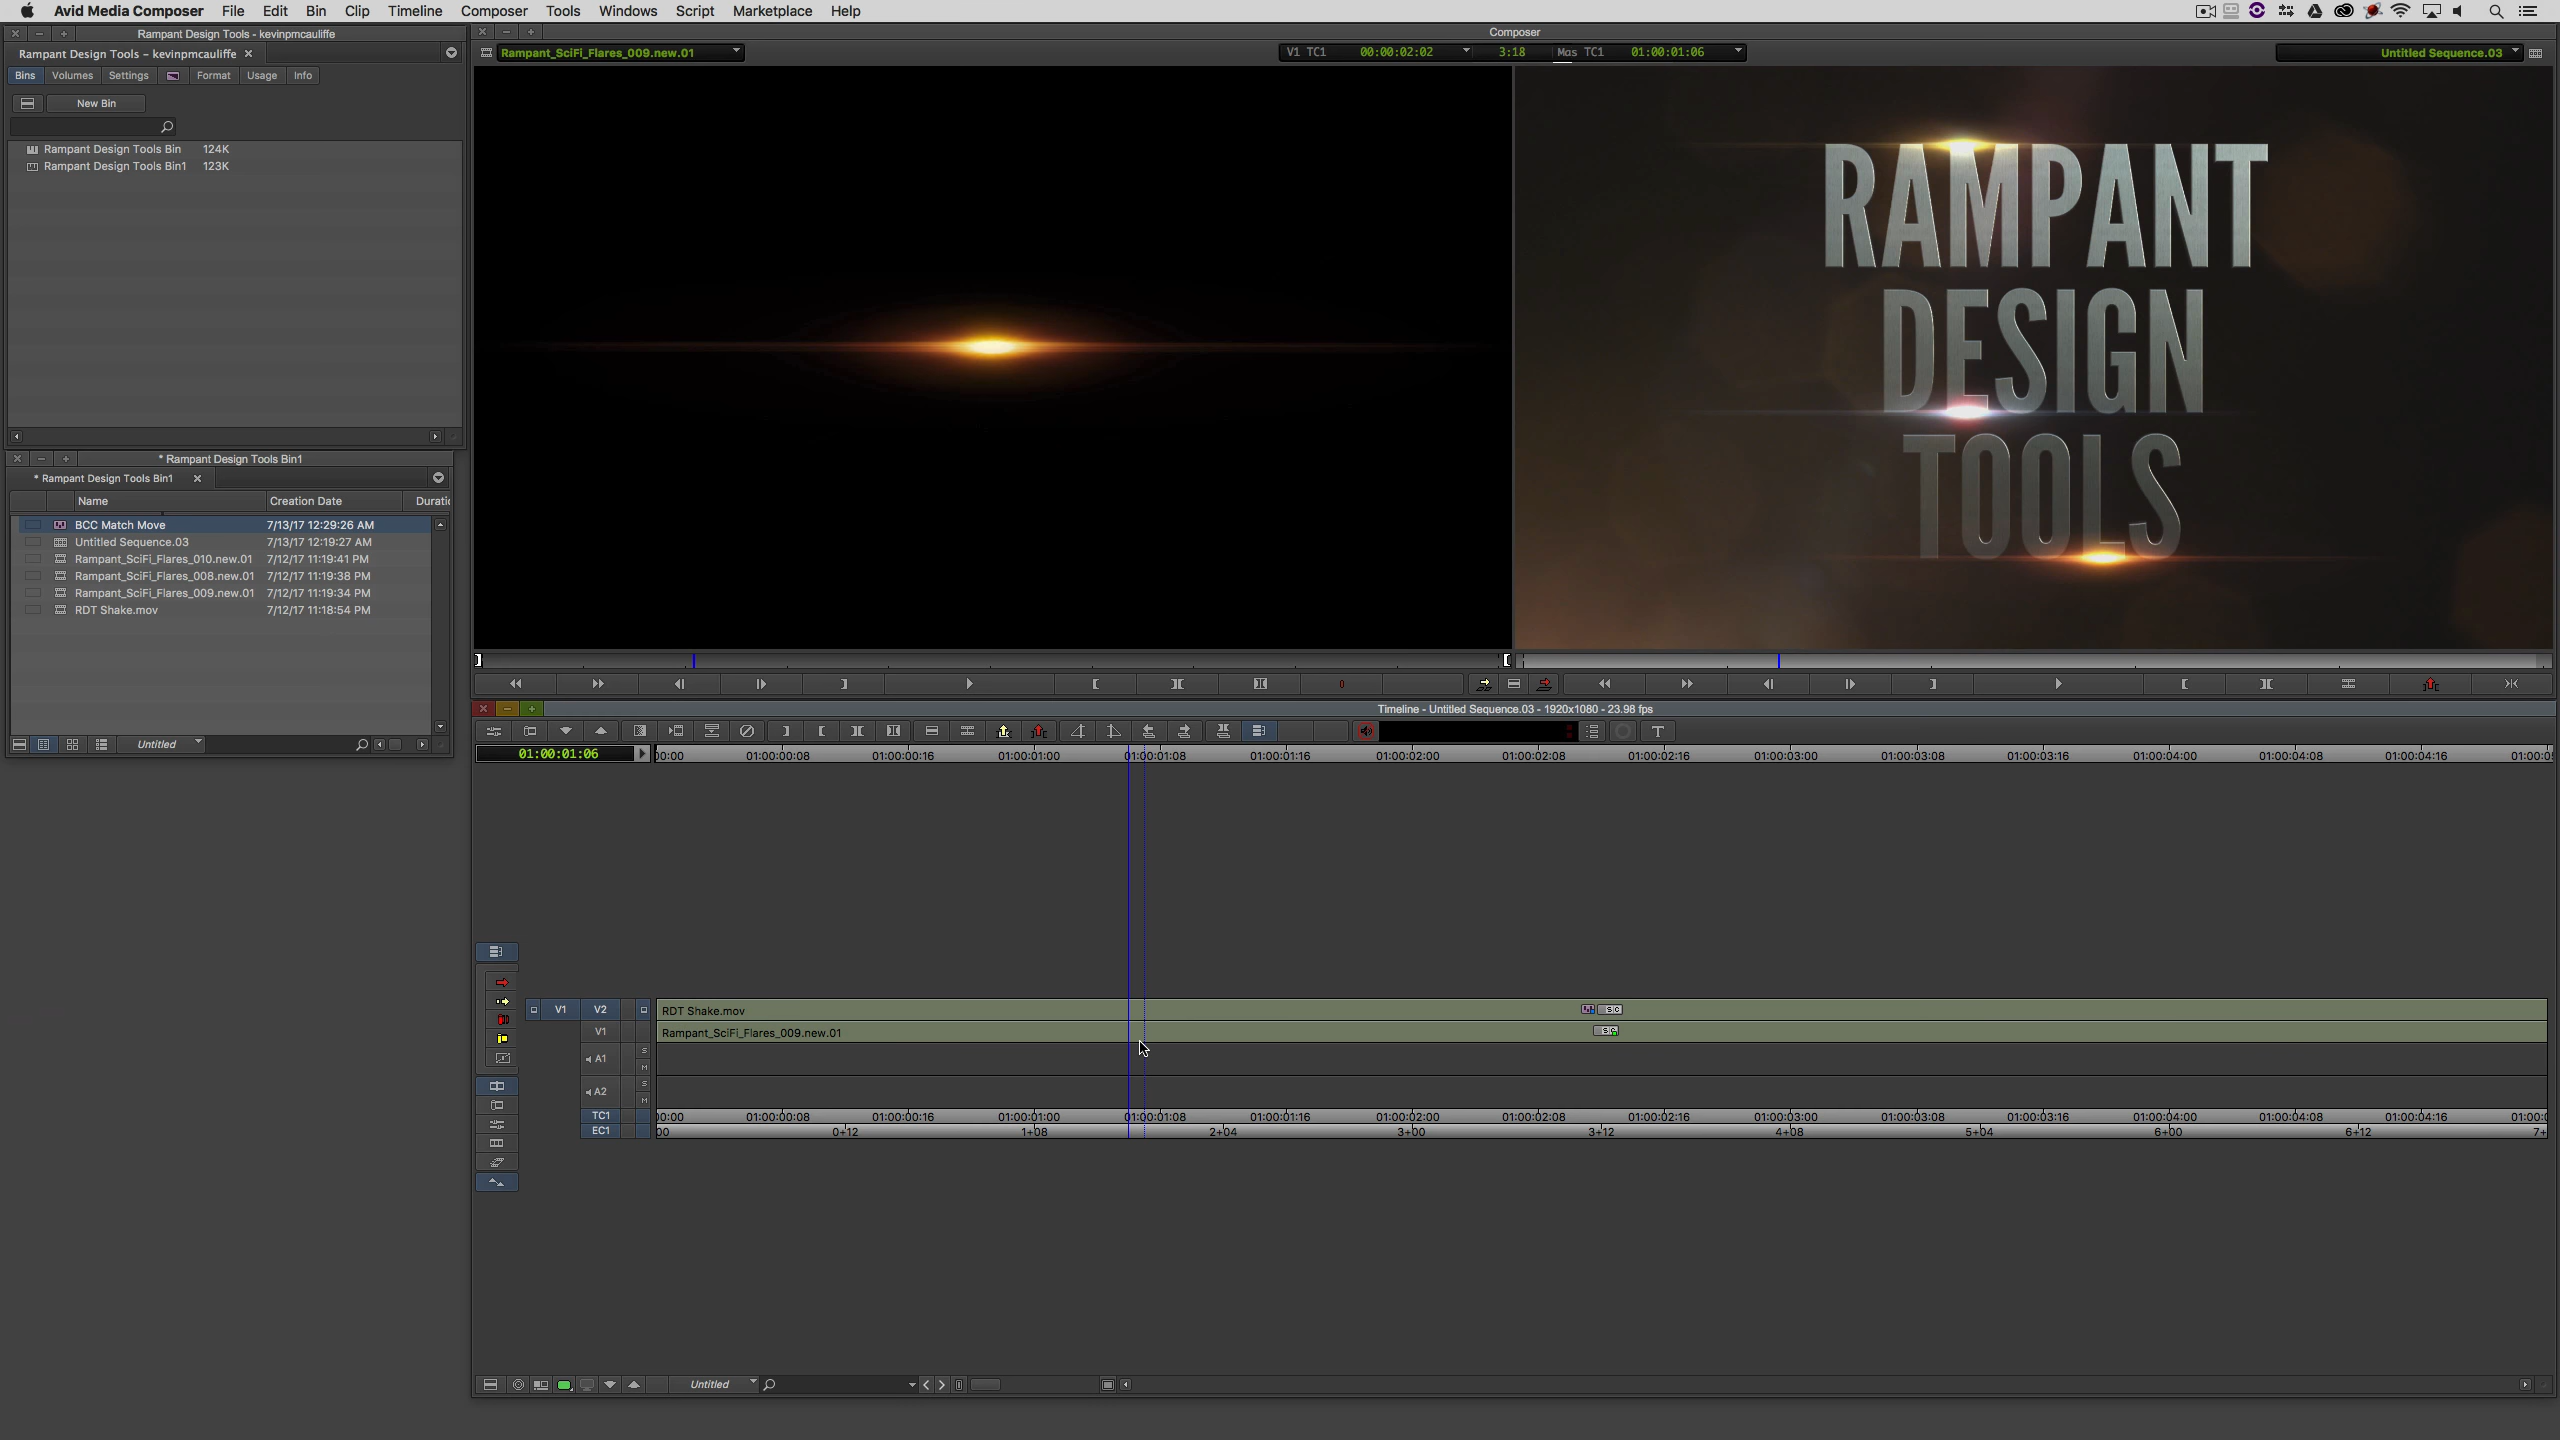 Avid Media Composer File Edit Bin Clip Timeline Composer Tools Windows Script Marketplace Help
Rampant Design Tools - kevinpmcauliffe
Rampant Design Tools - kevinpmcauliffe
Bins Volumes Settings Format Usage Info
New Bin
Rampant Design Tools Bin 124K
Rampant Design Tools Bin1 123K
* Rampant Design Tools Bin1
* Rampant Design Tools Bin1
Name Creation Date Duratic
BCC Match Move 7/13/17 12:29:26 AM
Untitled Sequence.03 7/13/17 12:19:27 AM
Rampant_SciFi_Flares_010.new.01 7/12/17 11:19:41 PM
Rampant_SciFi_Flares_008.new.01 7/12/17 11:19:38 PM
Rampant_SciFi_Flares_009.new.01 7/12/17 11:19:34 PM
RDT Shake.mov 7/12/17 11:18:54 PM
Untitled
Composer
Rampant_SciFi_Flares_009.new.01 V1 TC1 00:00:02:02 3:18 Mas TC1 01:00:01:06 Untitled Sequence.03
RAMPANT
DESIGN
TOOLS
Timeline - Untitled Sequence.03 - 1920x1080 - 23.98 fps
T
01:00:01:06 00:00 01:00:00:08 01:00:00:16 01:00:01:00 01:00:01:08 01:00:01:16 01:00:02:00 01:00:02:08 01:00:02:16 01:00:03:00 01:00:03:08 01:00:03:16 01:00:04:00 01:00:04:08 01:00:04:16 01:00:0
V1 V2 RDT Shake.mov
V1 Rampant_SciFi_Flares_009.new.01
A1 S M
A2 S M
TC1 00:00 01:00:00:08 01:00:00:16 01:00:01:00 01:00:01:08 01:00:01:16 01:00:02:00 01:00:02:08 01:00:02:16 01:00:03:00 01:00:03:08 01:00:03:16 01:00:04:00 01:00:04:08 01:00:04:16 01:00:0
EC1 00 0+12 1+08 2+04 3+00 3+12 4+08 5+04 6+00 6+12 7+
Untitled